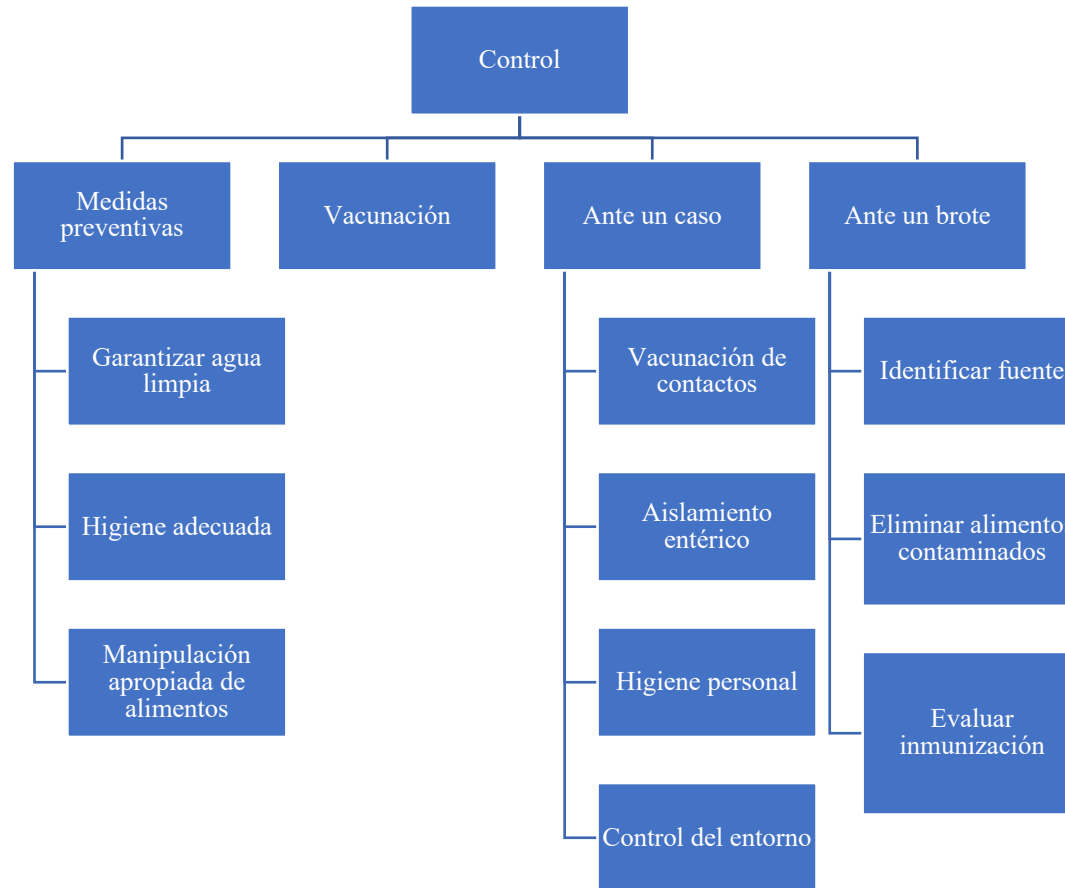 Control
Medidas
preventivas
Vacunación
Ante un caso
Ante un brote
Garantizar agua
limpia
Higiene adecuada
Manipulación
apropiada de
alimentos
Vacunación de
contactos
Aislamiento
entérico
Higiene personal
Control del entorno
Identificar fuente
Eliminar alimento
contaminados
Evaluar
inmunización